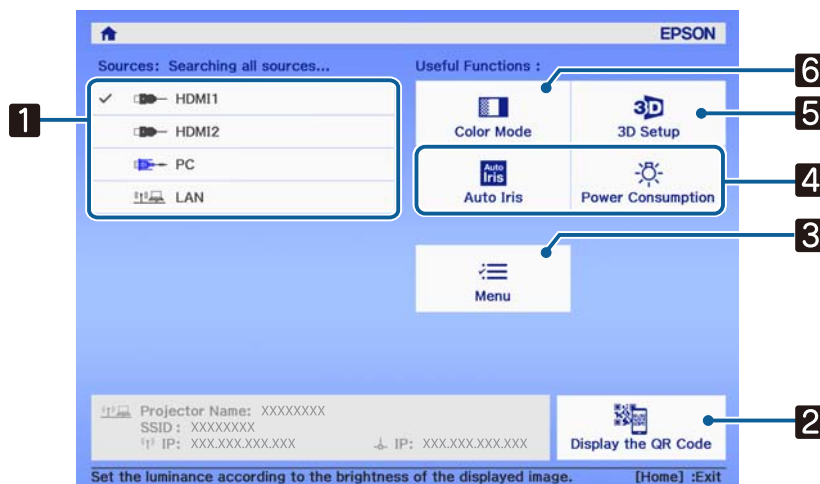 EPSON
Sources: Searching all sources...
Useful Functions :
1
HDMI1
HDMI2
PC
LAN
Color Mode
3D
3D Setup
6
5
Auto Iris
Auto Iris
Power Consumption
4
3
Menu
Projector Name: XXXXXXXX
SSID : XXXXXXXX
IP: XXX.XXX.XXX.XXX
IP: XXX.XXX.XXX.XXX
Display the QR Code
2
Set the luminance according to the brightness of the displayed image.
[Home] :Exit